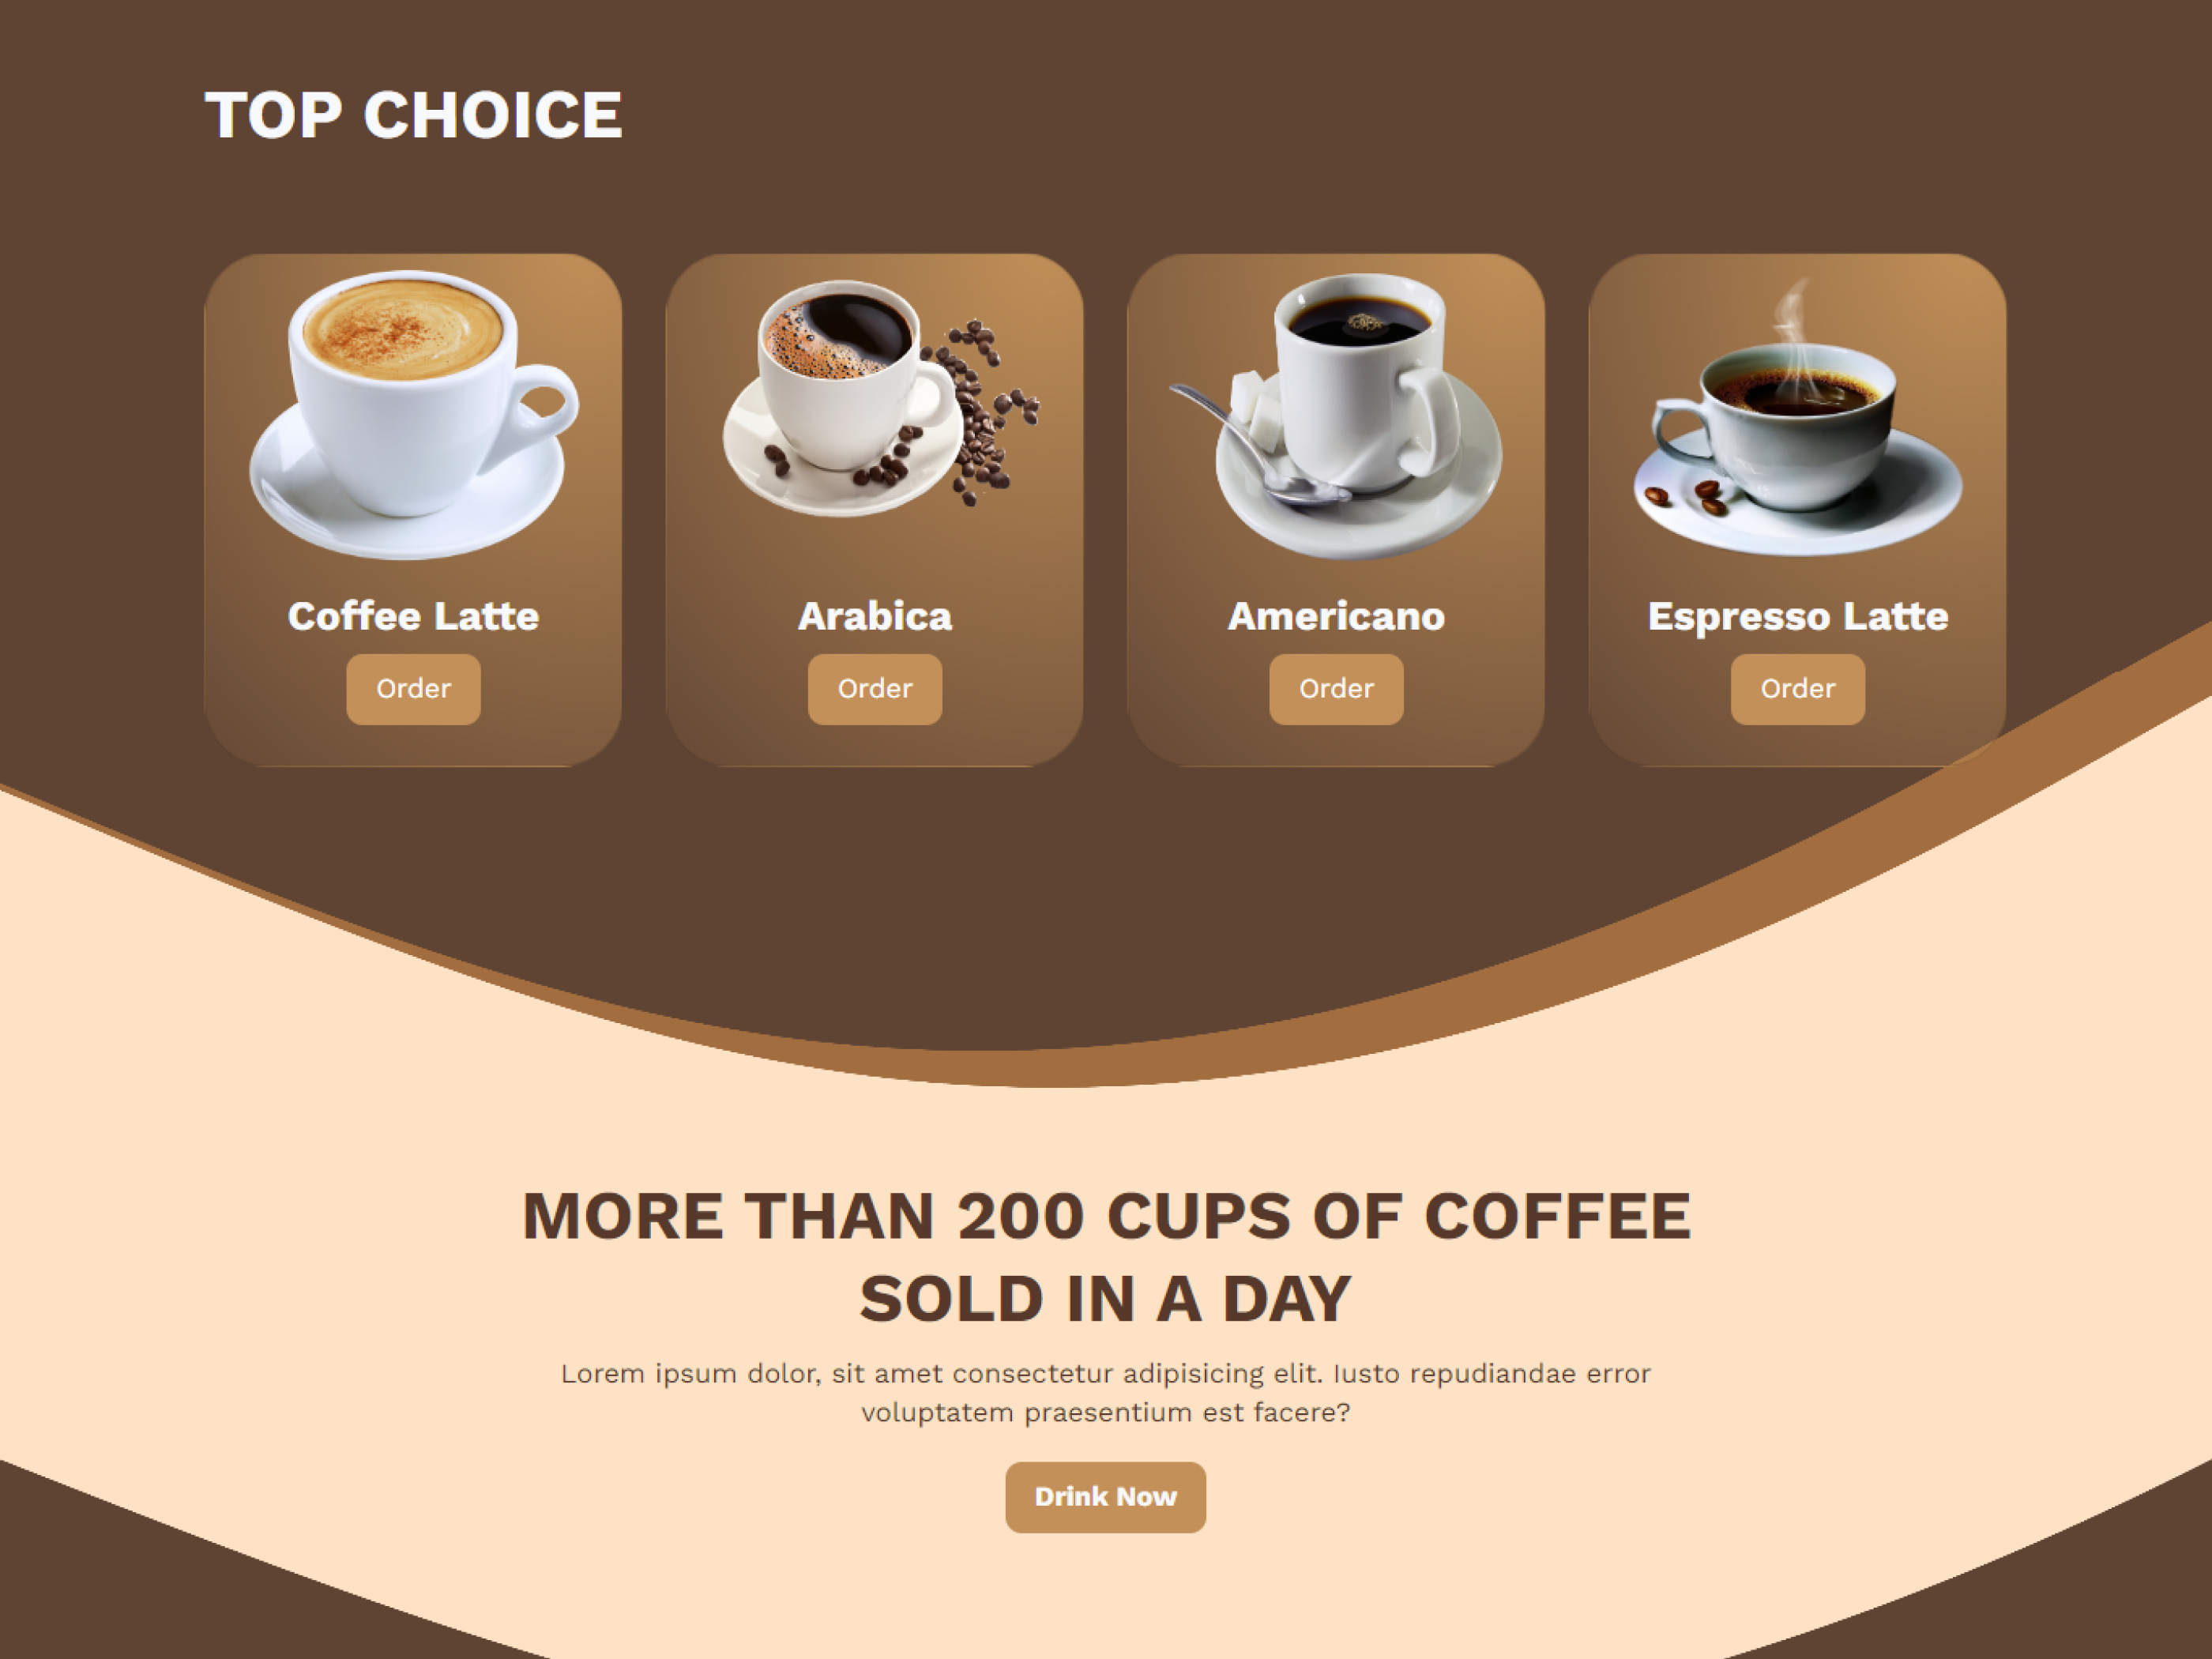 TOP CHOICE
Coffee Latte
Order
Arabica
Order
Americano
Order
Espresso Latte
Order
MORE THAN 200 CUPS OF COFFEE
SOLD IN A DAY
Lorem ipsum dolor, sit amet consectetur adipisicing elit. Iusto repudiandae error
voluptatem praesentium est facere?
Drink Now